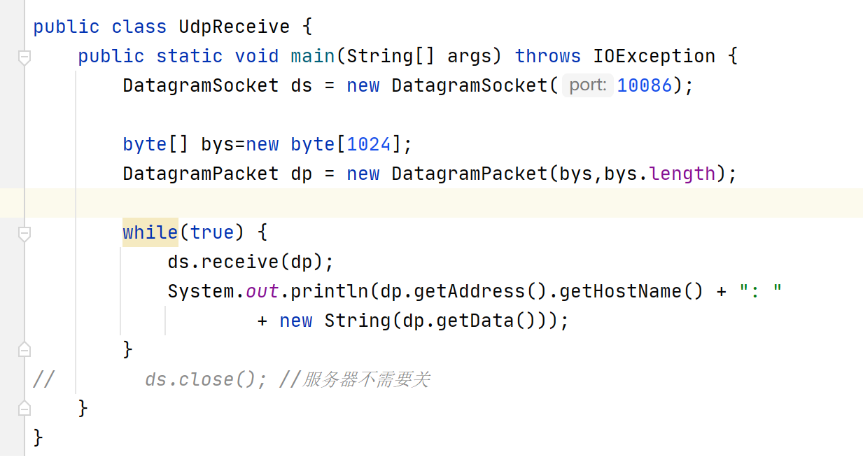 public class UdpReceive {
    public static void main(String[] args) throws IOException {
        DatagramSocket ds = new DatagramSocket( port: 10086);

        byte[] bys=new byte[1024];
        DatagramPacket dp = new DatagramPacket(bys,bys.length);

        while(true) {
            ds.receive(dp);
            System.out.println(dp.getAddress().getHostName() + ": "
                    + new String(dp.getData()));
        }
//        ds.close(); //服务器不需要关
    }
}